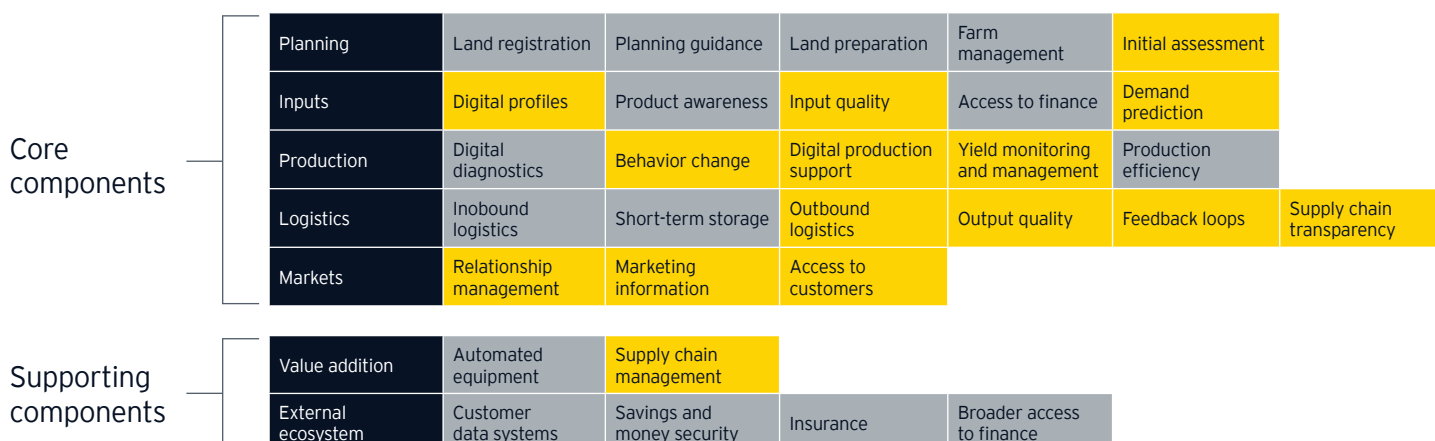 Core
components
Planning
Land registration
Planning guidance
Land preparation
Farm
management
Initial assessment
Inputs
Digital profiles
Product awareness
Input quality
Access to finance
Demand
prediction
Production
Digital
diagnostics
Behavior change
Digital production
support
Yield monitoring
and management
Production
efficiency
Logistics
Inobound
logistics
Short-term storage
Outbound
logistics
Output quality
Feedback loops
Supply chain
transparency
Markets
Relationship
management
Marketing
information
Access to
customers
Supporting
components
Value addition
Automated
equipment
Supply chain
management
External
ecosystem
Customer
data systems
Savings and
money security
Insurance
Broader access
to finance